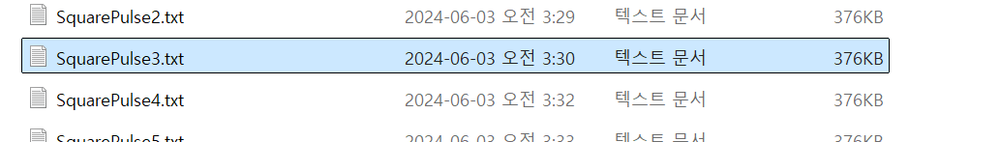 SquarePulse2.txt 2024-06-03 오전 3:29 텍스트 문서 376KB
SquarePulse3.txt 2024-06-03 오전 3:30 텍스트 문서 376KB
SquarePulse4.txt 2024-06-03 오전 3:32 텍스트 문서 376KB
SquarePulse5.txt 2024-06-03 오전 3:33 텍스트 문서 376KB